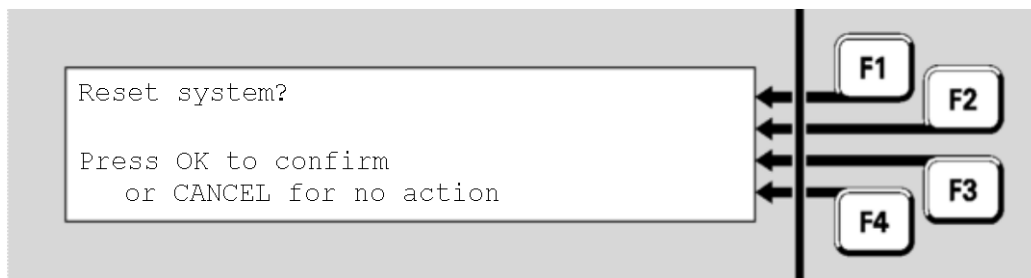 Reset system?
Press OK to confirm
or CANCEL for no action
F1
F2
F3
F4